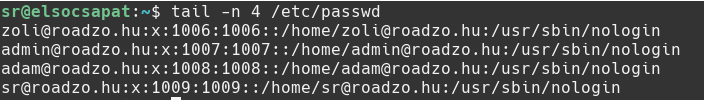 sr@elsocsapat:~$ tail -n 4 /etc/passwd
zoli@roadzo.hu:x:1006:1006::/home/zoli@roadzo.hu:/usr/sbin/nologin
admin@roadzo.hu:x:1007:1007::/home/admin@roadzo.hu:/usr/sbin/nologin
adam@roadzo.hu:x:1008:1008::/home/adam@roadzo.hu:/usr/sbin/nologin
sr@roadzo.hu:x:1009:1009::/home/sr@roadzo.hu:/usr/sbin/nologin